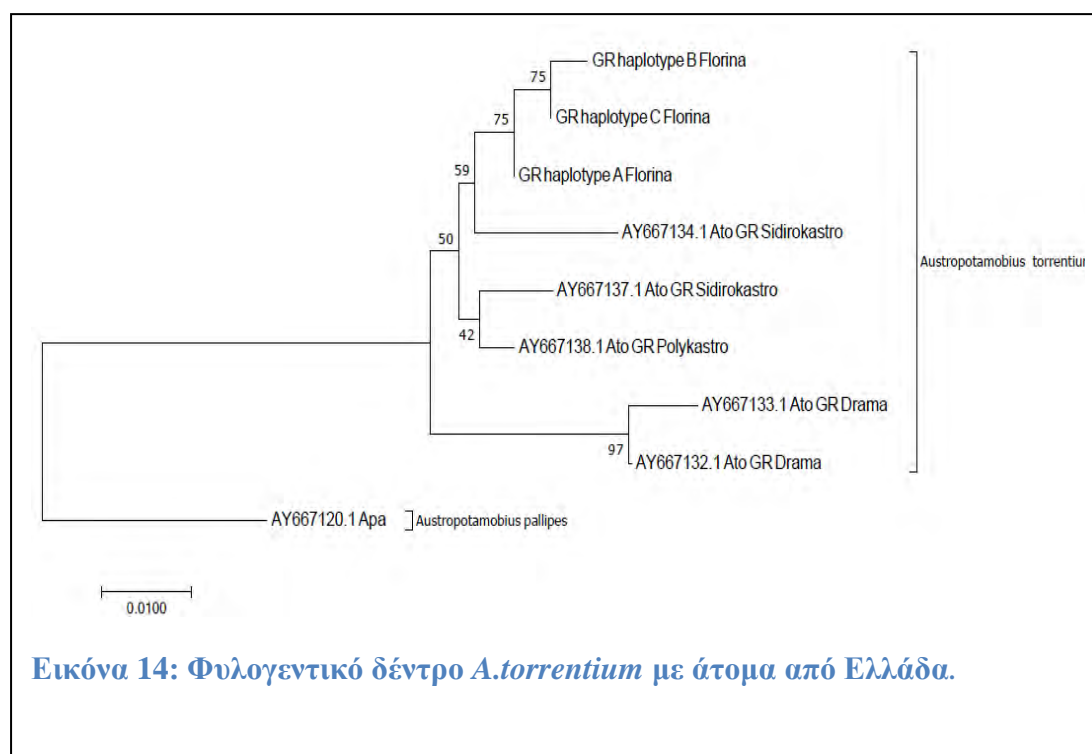 GR haplotype B Florina
75
GR haplotype C Florina
75
GR haplotype A Florina
59
AY667134.1 Ato GR Sidirokastro
50
Austropotamobius torrentiur
AY667137.1 Ato GR Sidirokastro
42
AY667138.1 Ato GR Polykastro
AY667133.1 Ato GR Drama
97
AY667132.1 Ato GR Drama
AY667120.1 Apa
Austropotamobius pallipes
0.0100
Εικόνα 14: Φυλογεντικό δέντρο A.torrentium με άτομα από Ελλάδα.